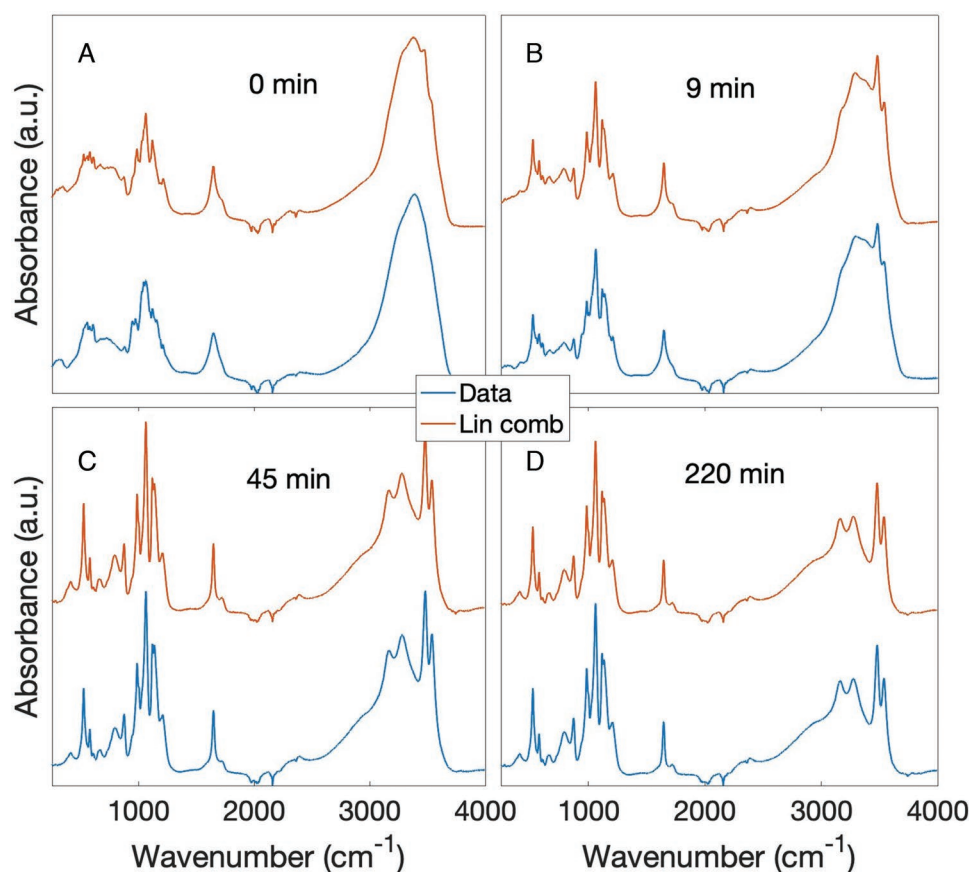 A
0 min
B
9 min
Absorbance (a.u.)
Data
Lin comb
C
45 min
D
220 min
Absorbance (a.u.)
1000 2000 3000 4000 1000 2000 3000 4000
Wavenumber (cm⁻¹) Wavenumber (cm⁻¹)